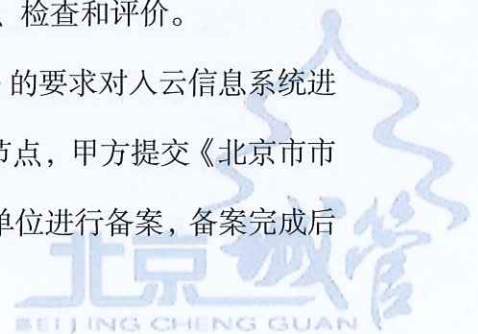 、检查和评价。
的要求对入云信息系统进
节点，甲方提交《北京市市
单位进行备案，备案完成后
北京城管
BEIJING CHENG GUAN